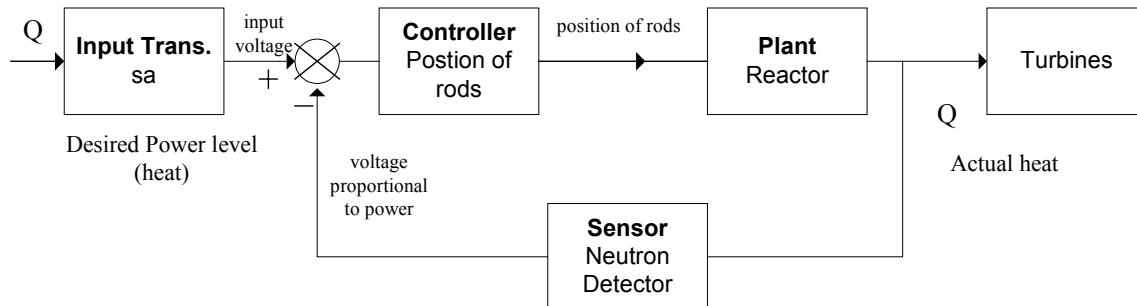 Q
Input Trans.
sa
Desired Power level
(heat)
input
voltage
+
−
Controller
Postion of
rods
position of rods
Plant
Reactor
Turbines
Q
Actual heat
voltage
proportional
to power
Sensor
Neutron
Detector